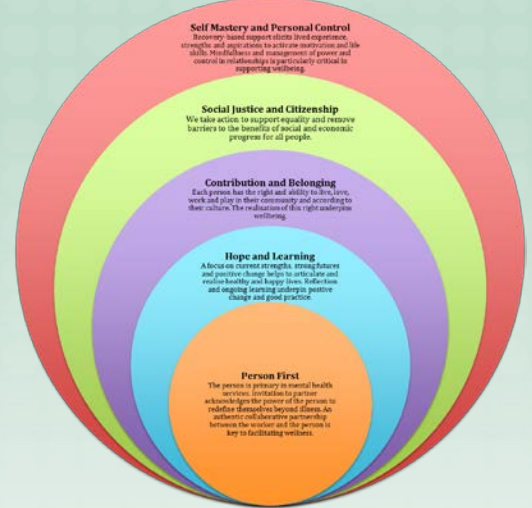 Self Mastery and Personal Control
Recovery-based support elicits lived experience,
strengths and aspirations to activate motivation and life
skills. Mindfullness and management of power and
control in relationships is particularly critical in
supporting wellbeing.
Social Justice and Citizenship
We take action to support equality and remove
barriers to the benefits of social and economic
progress for all people.
Contribution and Belonging
Each person has the right and ability to live, love,
work and play in their community and according to
their culture. The realisation of this right underpins
wellbeing.
Hope and Learning
A focus on current strengths, strong futures
and positive change helps to articulate and
realise healthy and happy lives. Reflection
and ongoing learning underpin postive
change and good practice.
Person First
The person is primary in mental health
services. invitation to partner
acknowledges the power of the person to
redefine themselves beyond illness. An
authentic collaborative partnership
between the worker and the person is
key to facilitating wellness.